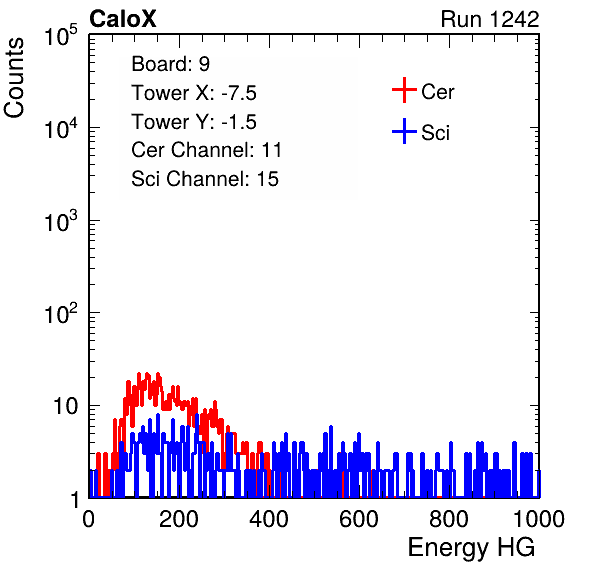 CaloX Run 1242
Counts
Board: 9
Tower X: -7.5
Tower Y: -1.5
Cer Channel: 11
Sci Channel: 15
Cer
Sci
10^5
10^4
10^3
10^2
10
1
0 200 400 600 800 1000
Energy HG